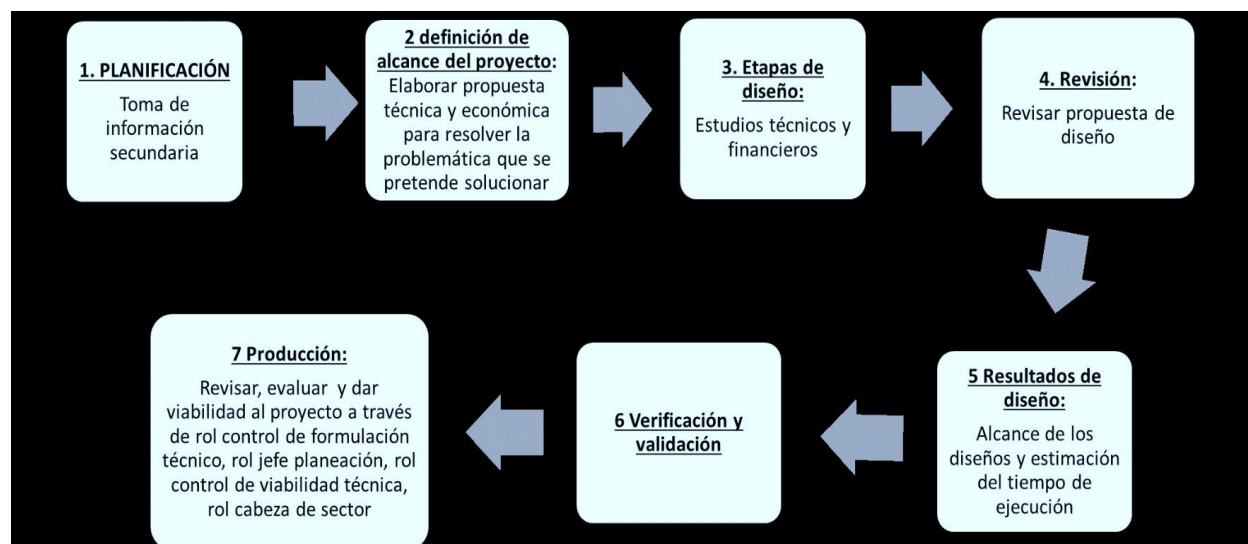 1. PLANIFICACIÓN
Toma de
información
secundaria
2 definición de
alcance del proyecto:
Elaborar propuesta
técnica y económica
para resolver la
problemática que se
pretende solucionar
3. Etapas de
diseño:
Estudios técnicos y
financieros
4. Revisión:
Revisar propuesta de
diseño
5 Resultados de
diseño:
Alcance de los
diseños y estimación
del tiempo de
ejecución
6 Verificación y
validación
7 Producción:
Revisar, evaluar y dar
viabilidad al proyecto a través
de rol control de formulación
técnico, rol jefe planeación, rol
control de viabilidad técnica,
rol cabeza de sector